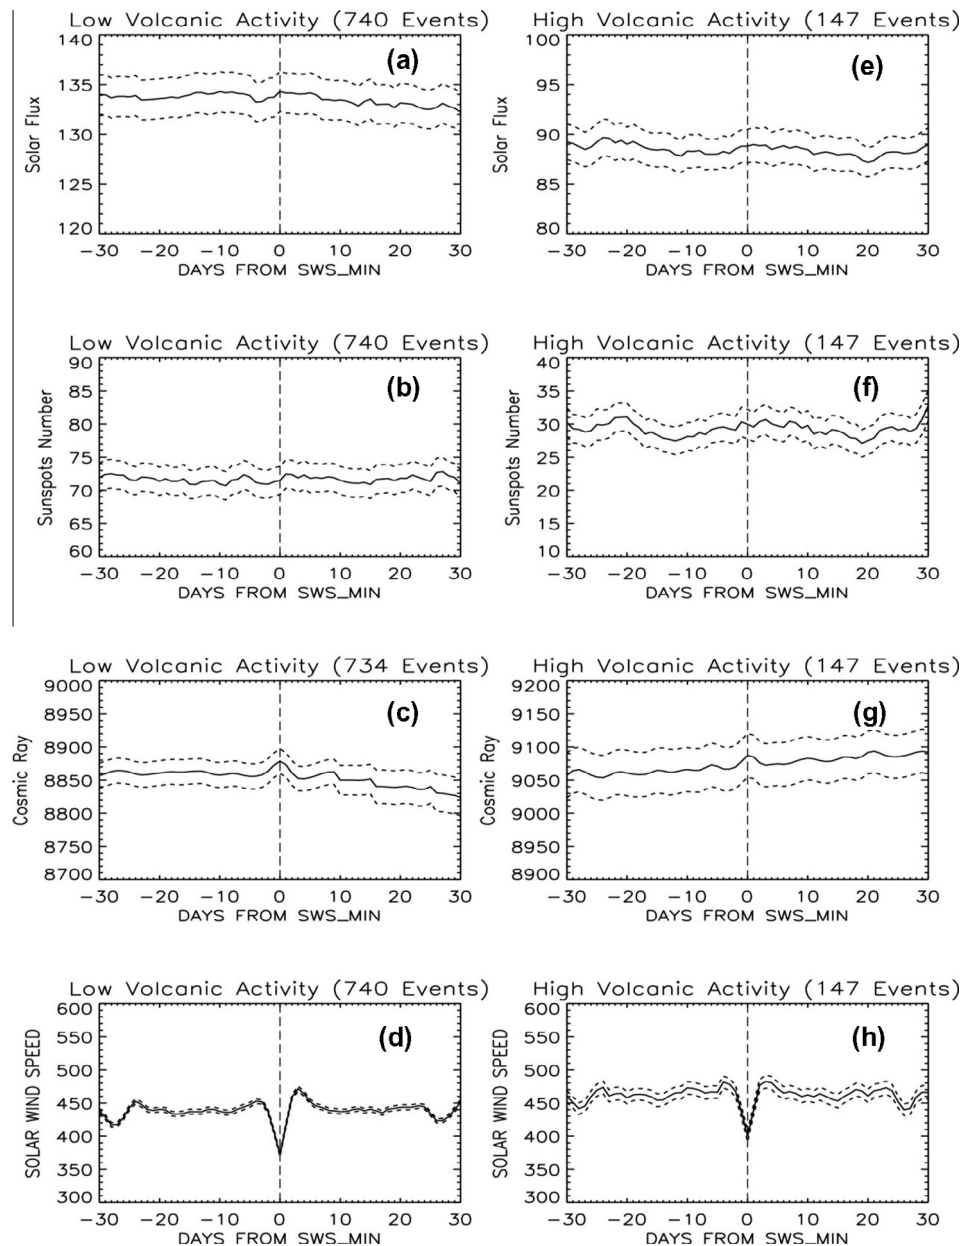 Low Volcanic Activity (740 Events)
140
135
130
125
120
Solar Flux
(a)
−30 −20 −10 0 10 20 30
DAYS FROM SWS_MIN
High Volcanic Activity (147 Events)
100
95
90
85
80
Solar Flux
(e)
−30 −20 −10 0 10 20 30
DAYS FROM SWS_MIN
Low Volcanic Activity (740 Events)
90
85
80
75
70
65
60
Sunspots Number
(b)
−30 −20 −10 0 10 20 30
DAYS FROM SWS_MIN
High Volcanic Activity (147 Events)
40
35
30
25
20
15
10
Sunspots Number
(f)
−30 −20 −10 0 10 20 30
DAYS FROM SWS_MIN
Low Volcanic Activity (734 Events)
9000
8950
8900
8850
8800
8750
8700
Cosmic Ray
(c)
−30 −20 −10 0 10 20 30
DAYS FROM SWS_MIN
High Volcanic Activity (147 Events)
9200
9150
9100
9050
9000
8950
8900
Cosmic Ray
(g)
−30 −20 −10 0 10 20 30
DAYS FROM SWS_MIN
Low Volcanic Activity (740 Events)
600
550
500
450
400
350
300
SOLAR WIND SPEED
(d)
−30 −20 −10 0 10 20 30
DAYS FROM SWS_MIN
High Volcanic Activity (147 Events)
600
550
500
450
400
350
300
SOLAR WIND SPEED
(h)
−30 −20 −10 0 10 20 30
DAYS FROM SWS_MIN